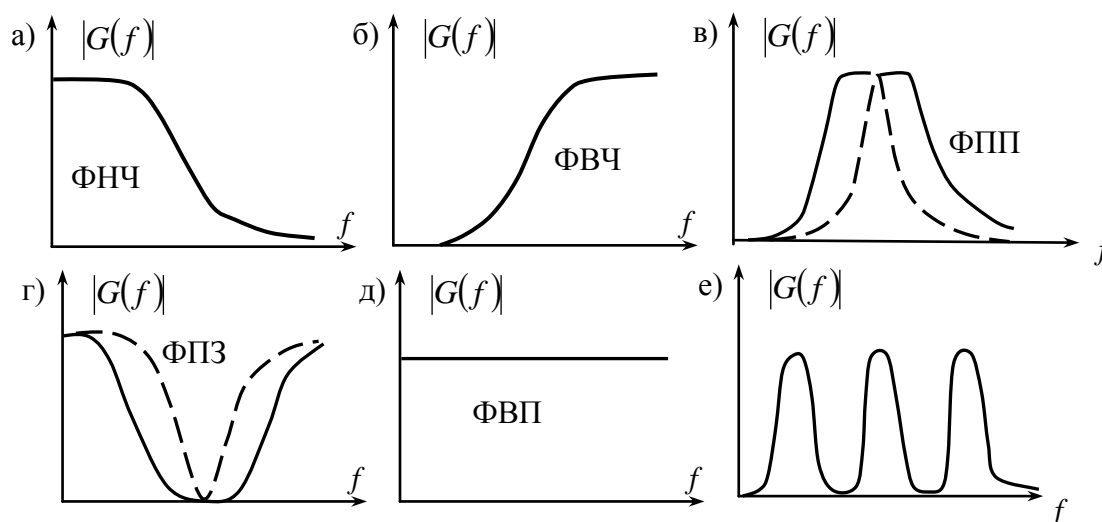 а) |G(f)| ФНЧ f
б) |G(f)| ФВЧ f
в) |G(f)| ФПП f
г) |G(f)| ФПЗ f
д) |G(f)| ФВП f
е) |G(f)| f